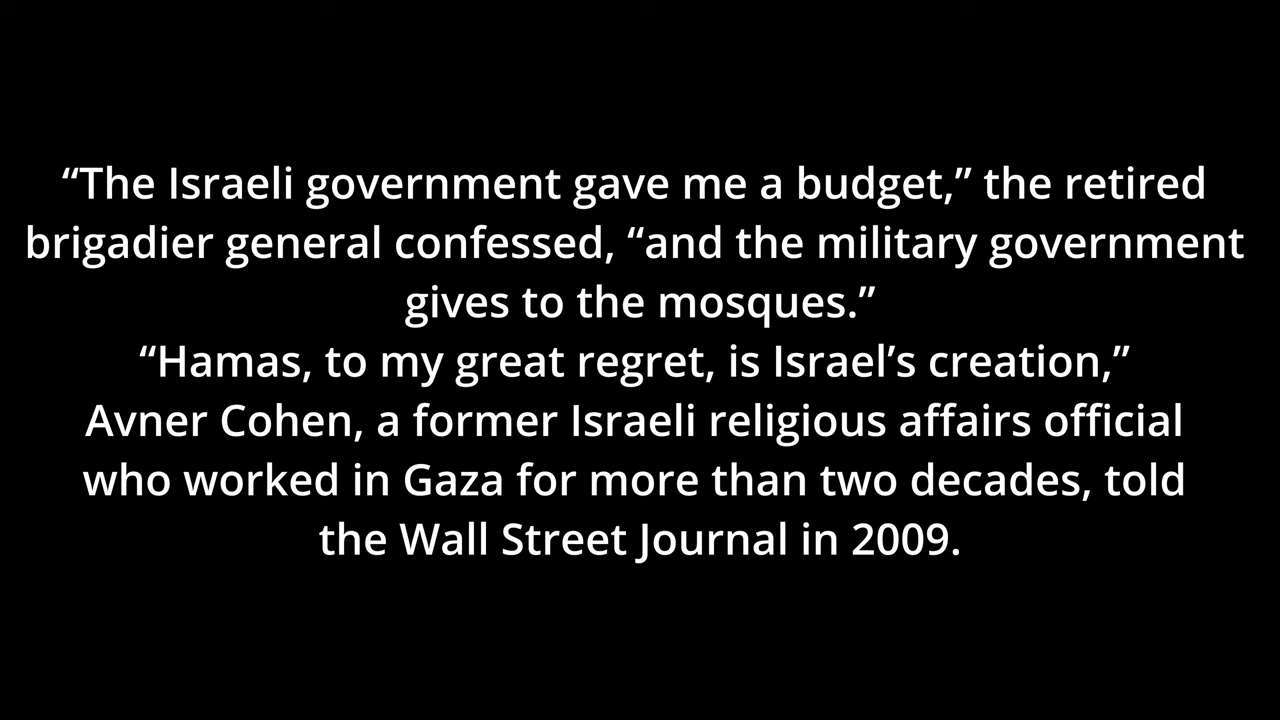 “The Israeli government gave me a budget,” the retired
brigadier general confessed, “and the military government
gives to the mosques.”
“Hamas, to my great regret, is Israel’s creation,”
Avner Cohen, a former Israeli religious affairs official
who worked in Gaza for more than two decades, told
the Wall Street Journal in 2009.